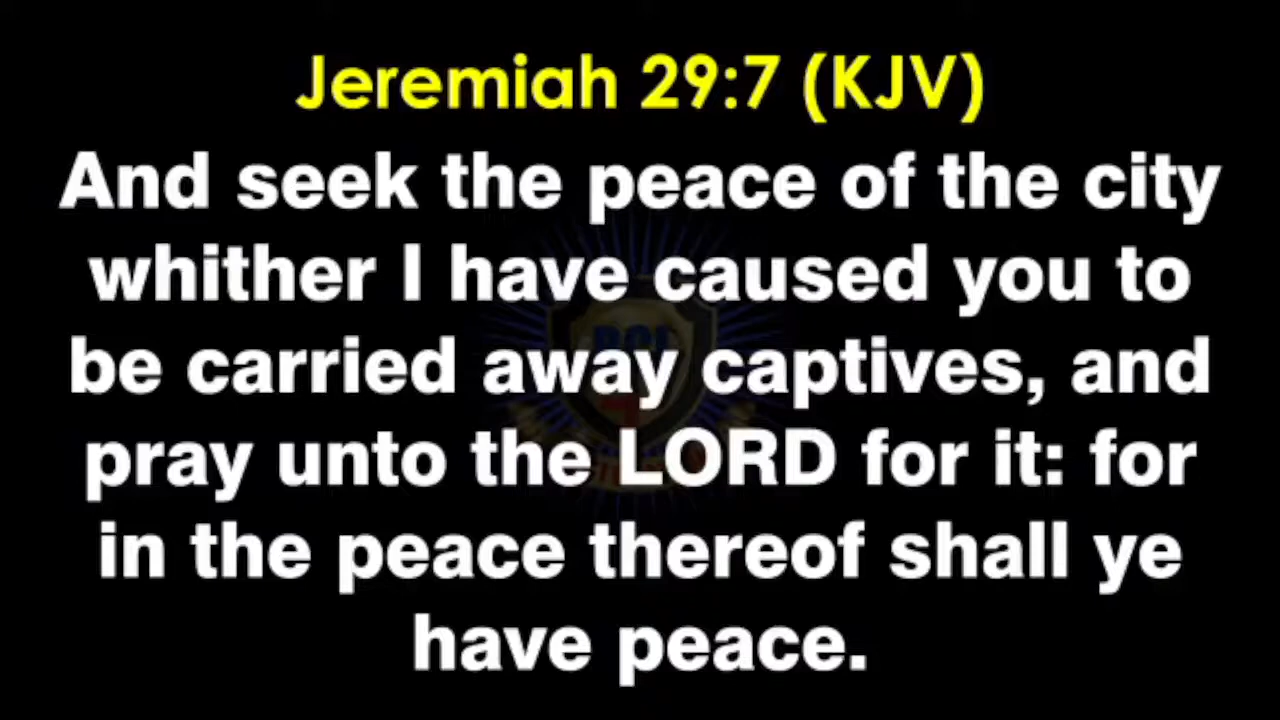 Jeremiah 29:7 (KJV)
And seek the peace of the city
whither I have caused you to
be carried away captives, and
pray unto the LORD for it: for
in the peace thereof shall ye
have peace.